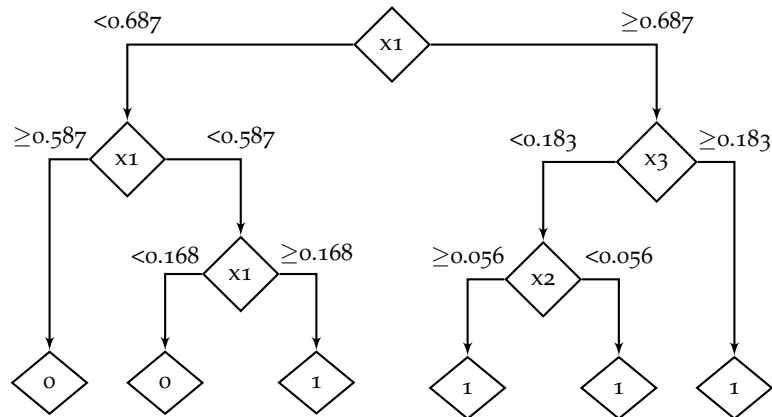 <0.687 ≥0.687
x1
≥0.587 <0.587 <0.183 ≥0.183
x1 x3
<0.168 ≥0.168 ≥0.056 <0.056
x1 x2
0 0 1 1 1 1